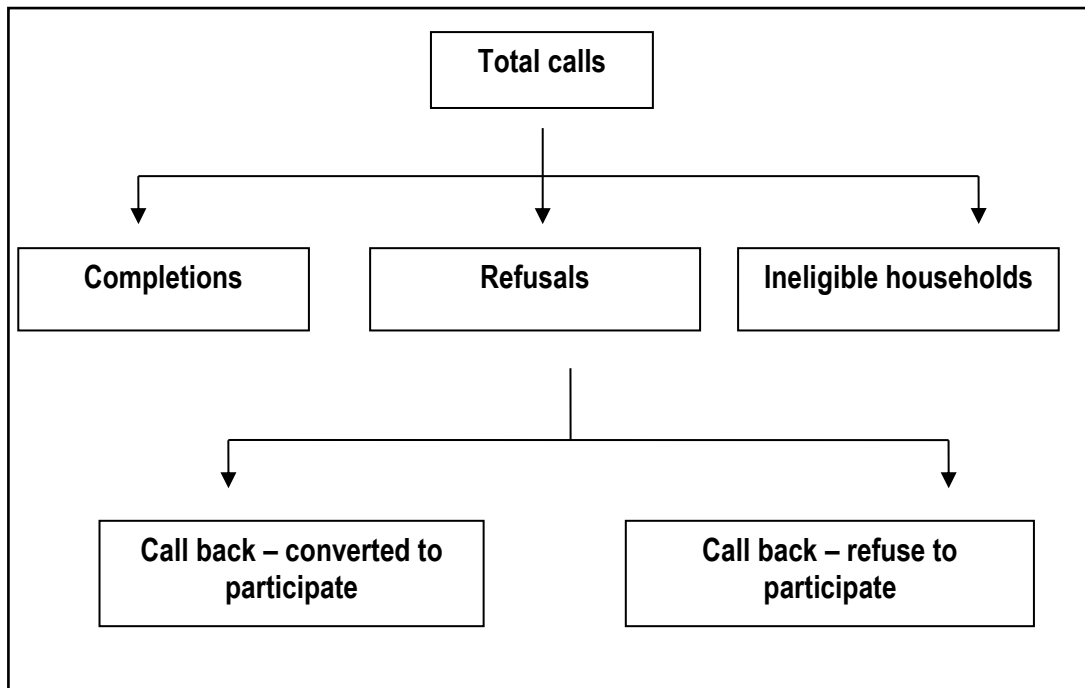 Total calls
Completions
Refusals
Ineligible households
Call back – converted to
participate
Call back – refuse to
participate